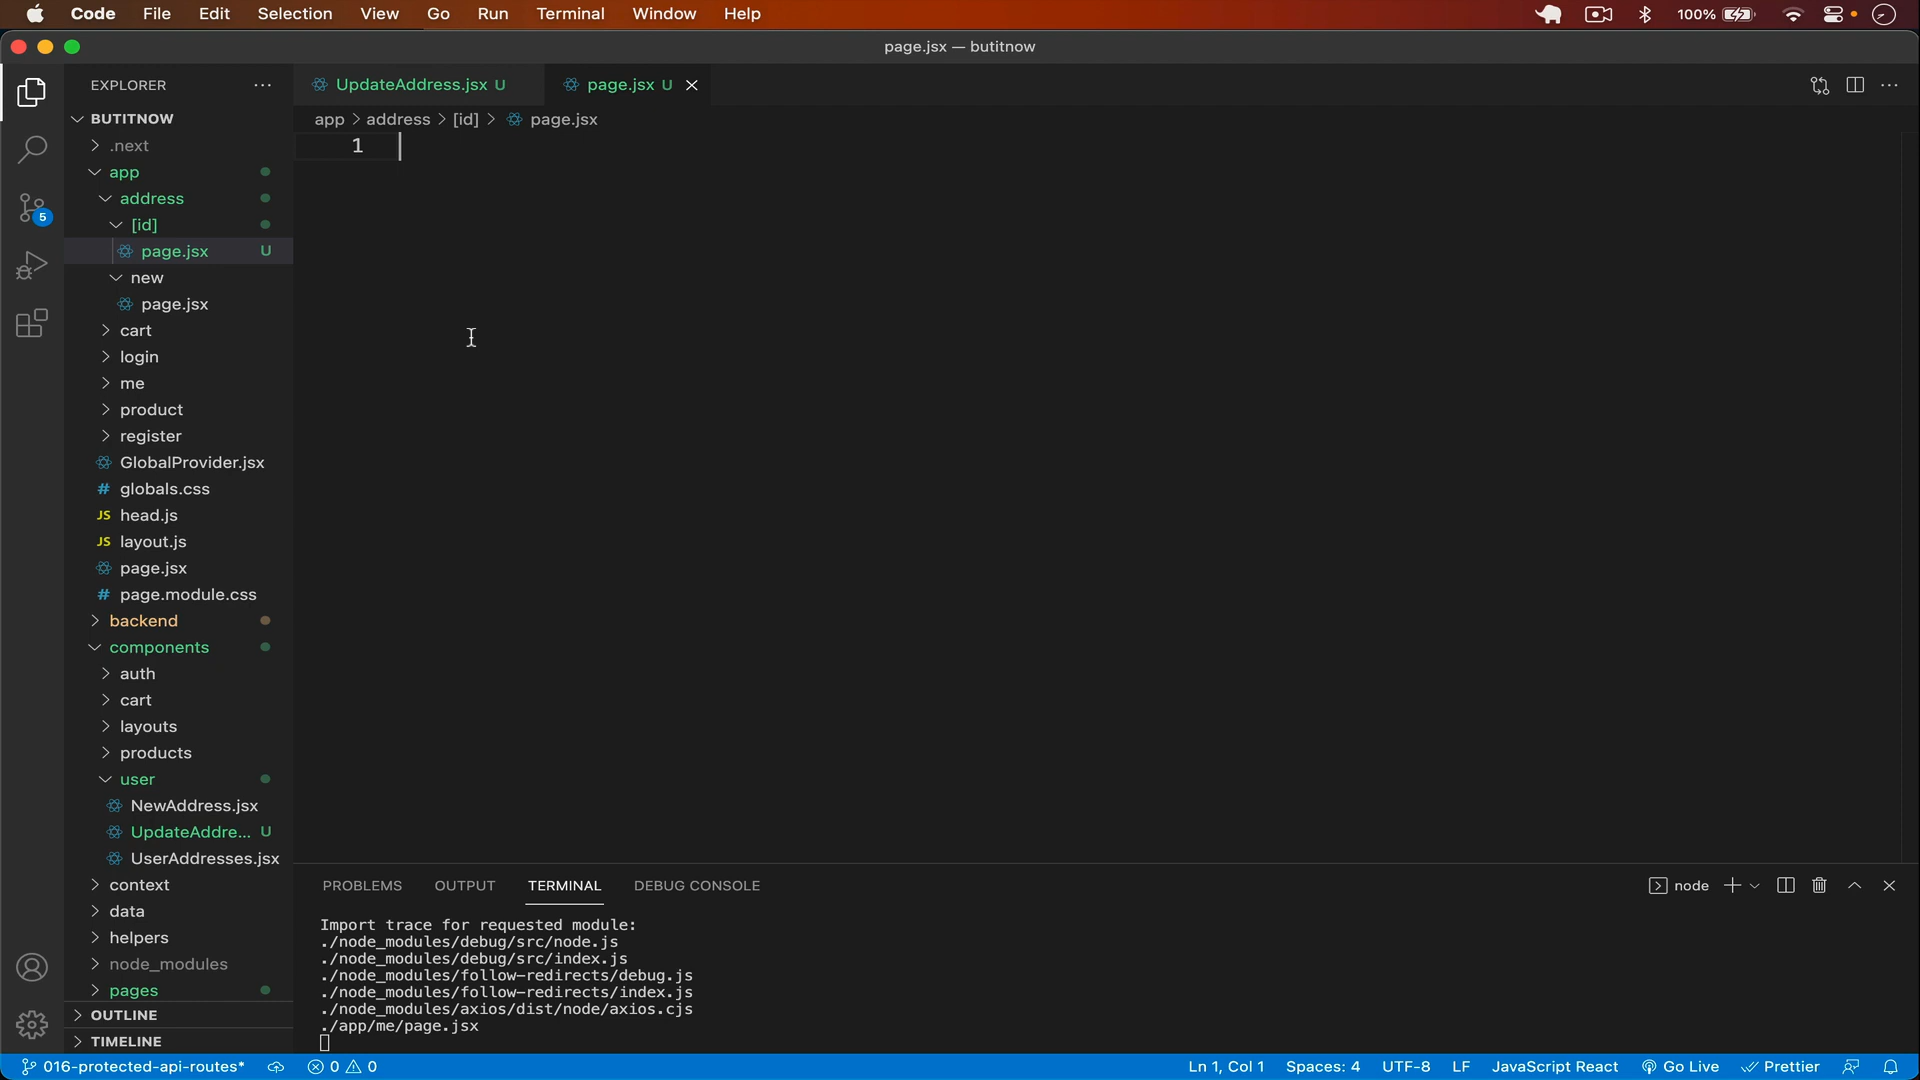 Code File Edit Selection View Go Run Terminal Window Help 100%
page.jsx — butitnow
EXPLORER
UpdateAddress.jsx U
page.jsx U
BUTITNOW
app > address > [id] > page.jsx
1
.next
app
address
[id]
page.jsx U
new
page.jsx
cart
login
me
product
register
GlobalProvider.jsx
# globals.css
JS head.js
JS layout.js
page.jsx
# page.module.css
backend
components
auth
cart
layouts
products
user
NewAddress.jsx
UpdateAddre... U
UserAddresses.jsx
context
data
helpers
node_modules
pages
OUTLINE
TIMELINE
5
PROBLEMS OUTPUT TERMINAL DEBUG CONSOLE node
Import trace for requested module:
./node_modules/debug/src/node.js
./node_modules/debug/src/index.js
./node_modules/follow-redirects/debug.js
./node_modules/follow-redirects/index.js
./node_modules/axios/dist/node/axios.cjs
./app/me/page.jsx
016-protected-api-routes* 0 0 Ln 1, Col 1 Spaces: 4 UTF-8 LF JavaScript React Go Live Prettier